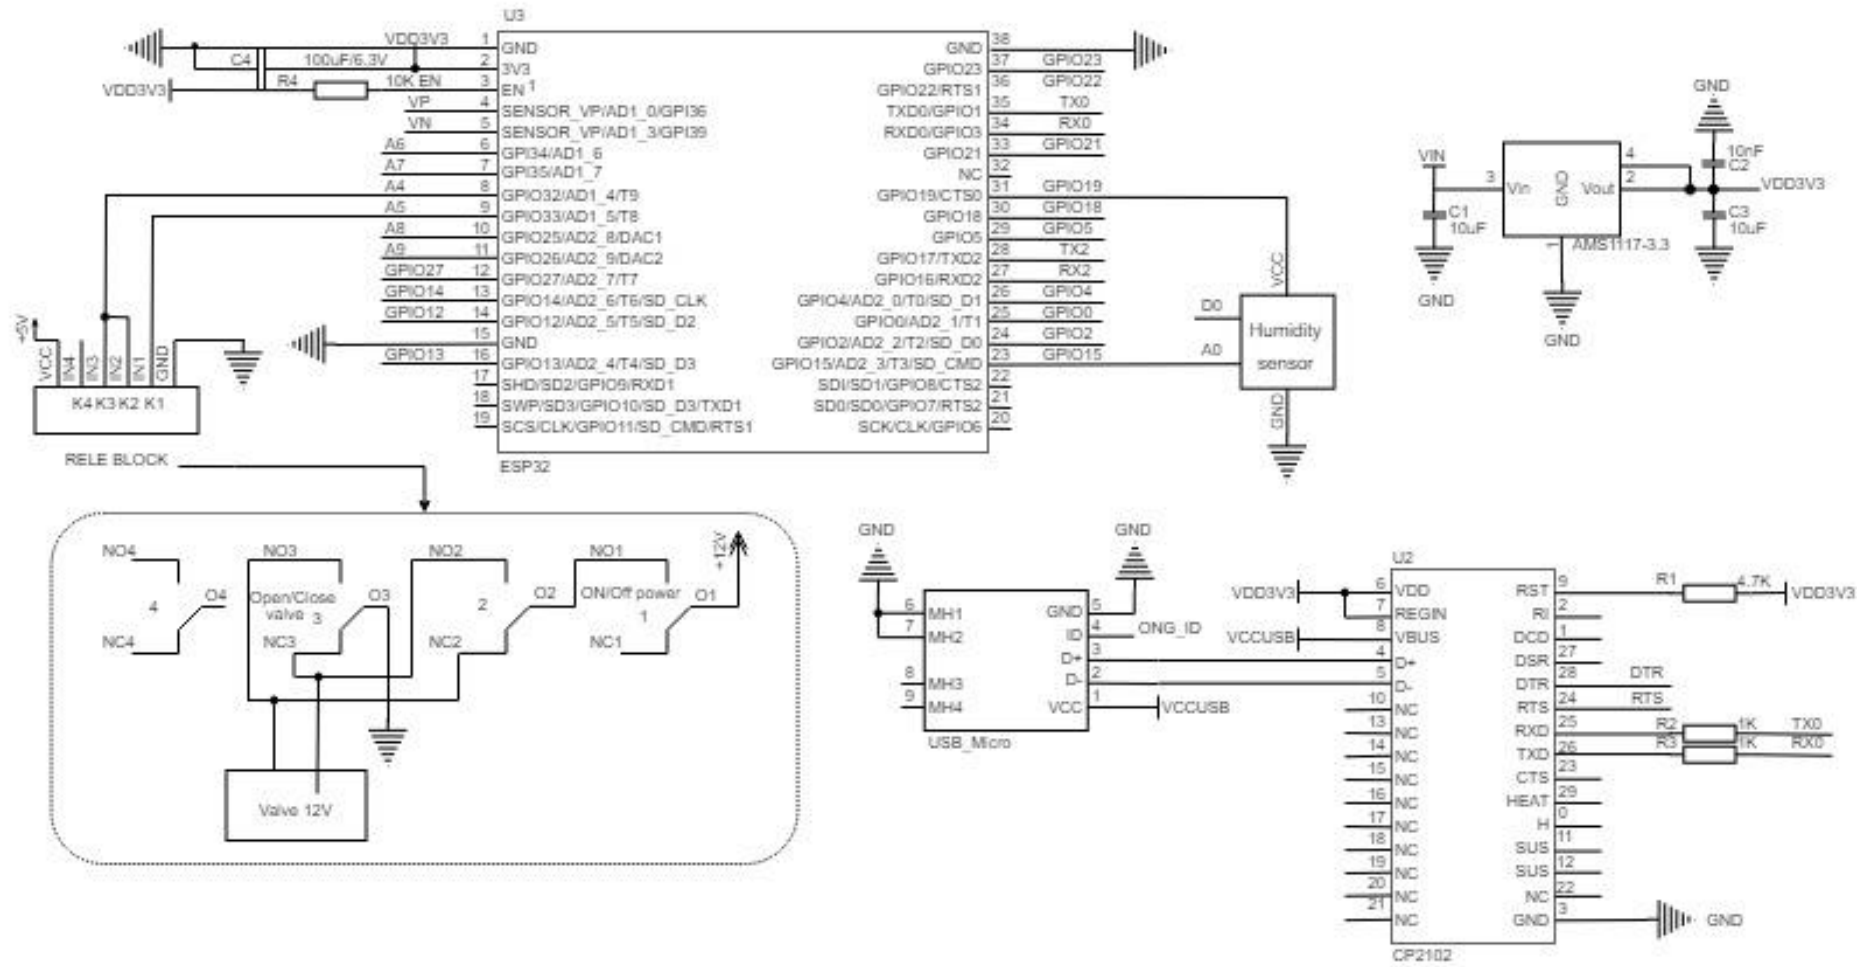 U3
VDD3V3 1 GND
C4 100uF/6.3V 2 3V3
VDD3V3 R4 10K EN 3 EN 1
VP 4 SENSOR_VP/AD1_0/GPI36
VN 5 SENSOR_VP/AD1_3/GPI39
A6 6 GPI34/AD1_6
A7 7 GPI35/AD1_7
A4 8 GPIO32/AD1_4/T9
A5 9 GPIO33/AD1_5/T8
A8 10 GPIO25/AD2_8/DAC1
A9 11 GPIO26/AD2_9/DAC2
GPIO27 12 GPIO27/AD2_7/T7
GPIO14 13 GPIO14/AD2_6/T6/SD_CLK
GPIO12 14 GPIO12/AD2_5/T5/SD_D2
15 GND
GPIO13 16 GPIO13/AD2_4/T4/SD_D3
17 SHD/SD2/GPIO9/RXD1
18 SWP/SD3/GPIO10/SD_D3/TXD1
19 SCS/CLK/GPIO11/SD_CMD/RTS1
GND 38
GPIO23 37 GPIO23
GPIO22/RTS1 36 GPIO22
TXD0/GPIO1 35 TX0
RXD0/GPIO3 34 RX0
GPIO21 33 GPIO21
NC 32
GPIO19/CTS0 31 GPIO19
GPIO18 30 GPIO18
GPIO5 29 GPIO5
GPIO17/TXD2 28 TX2
GPIO16/RXD2 27 RX2
GPIO4/AD2_0/T0/SD_D1 26 GPIO4
GPIO0/AD2_1/T1 25 GPIO0
GPIO2/AD2_2/T2/SD_D0 24 GPIO2
GPIO15/AD2_3/T3/SD_CMD 23 GPIO15
SDI/SD1/GPIO8/CTS2 22
SD0/SD0/GPIO7/RTS2 21
SCK/CLK/GPIO6 20
ESP32
+5V
VCC IN4 IN3 IN2 IN1 GND
K4 K3 K2 K1
RELE BLOCK
VCC
D0
A0
Humidity
sensor
GND
GND
VIN
3 Vin
GND
Vout
4
2
1
10nF
C2
VDD3V3
C1
10uF
C3
10uF
AMS1117-3.3
GND
GND
NO4 NO3 NO2 NO1 +12V
4 O4
Open/Close
valve 3 O3
2 O2
ON/Off power
1 O1
NC4 NC3 NC2 NC1
Valve 12V
GND GND
6 MH1
7 MH2
8 MH3
9 MH4
GND 5
ID 4 ONG_ID
D+ 3
D- 2
VCC 1 VCCUSB
USB_Micro
U2
VDD3V3 6 VDD
7 REGIN
VCCUSB 8 VBUS
4 D+
5 D-
10 NC
13 NC
14 NC
15 NC
16 NC
17 NC
18 NC
19 NC
20 NC
21 NC
RST 9 R1 4.7K VDD3V3
RI 2
DCD 1
DSR 27
DTR 28 DTR
RTS 24 RTS
RXD 25 R2 1K TX0
TXD 26 R3 1K RX0
CTS 23
HEAT 29
H 0
SUS 11
SUS 12
NC 22
GND 3 GND
CP2102